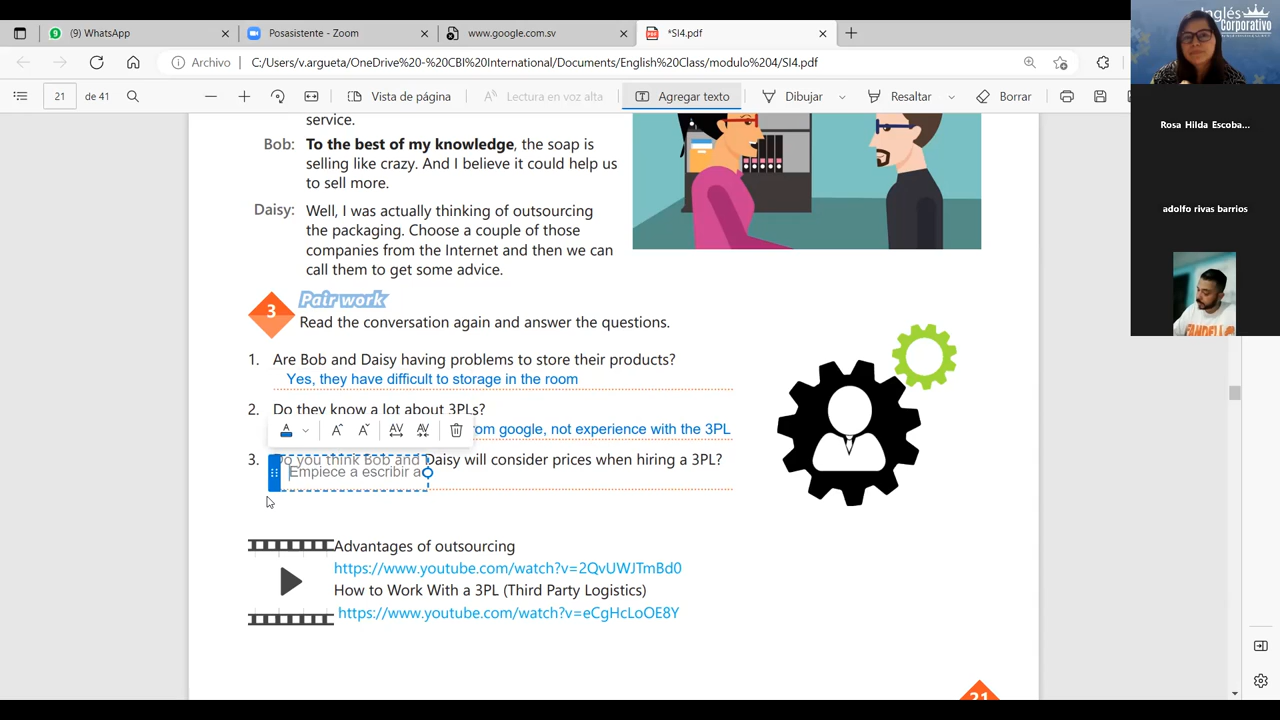 (9) WhatsApp
Posasistente - Zoom
www.google.com.sv
*SI4.pdf
Archivo
C:/Users/v.argueta/OneDrive%20-%20CBI%20International/Documents/English%20Class/modulo%204/SI4.pdf
21
de 41
Vista de página
Lectura en voz alta
Agregar texto
Dibujar
Resaltar
Borrar
Inglés
Corporativo
Rosa Hilda Escoba...
adolfo rivas barrios
service.
Bob: To the best of my knowledge, the soap is
selling like crazy. And I believe it could help us
to sell more.
Daisy: Well, I was actually thinking of outsourcing
the packaging. Choose a couple of those
companies from the Internet and then we can
call them to get some advice.
3
Pair work
Read the conversation again and answer the questions.
1. Are Bob and Daisy having problems to store their products?
Yes, they have difficult to storage in the room
2. Do they know a lot about 3PLs?
rom google, not experience with the 3PL
3. Do you think Bob and Daisy will consider prices when hiring a 3PL?
Empiece a escribir a
Advantages of outsourcing
https://www.youtube.com/watch?v=2QvUWJTmBd0
How to Work With a 3PL (Third Party Logistics)
https://www.youtube.com/watch?v=eCgHcLoOE8Y
21